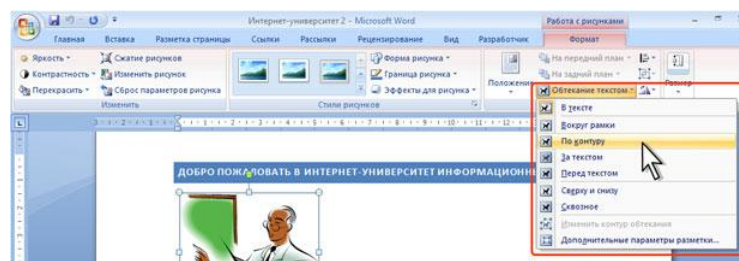 Интернет-университет 2 - Microsoft Word
Работа с рисунками
Главная Вставка Разметка страницы Ссылки Рассылки Рецензирование Вид Разработчик Формат
Яркость Сжатие рисунков Форма рисунка На передний план
Контрастность Изменить рисунок Граница рисунка Положение На задний план Размер
Перекрасить Сброс параметров рисунка Эффекты для рисунка Обтекание текстом
Изменить Стили рисунков
В тексте
Вокруг рамки
По контуру
За текстом
Перед текстом
Сверху и снизу
Сквозное
Изменить контур обтекания
Дополнительные параметры разметки...
ДОБРО ПОЖАЛОВАТЬ В ИНТЕРНЕТ-УНИВЕРСИТЕТ